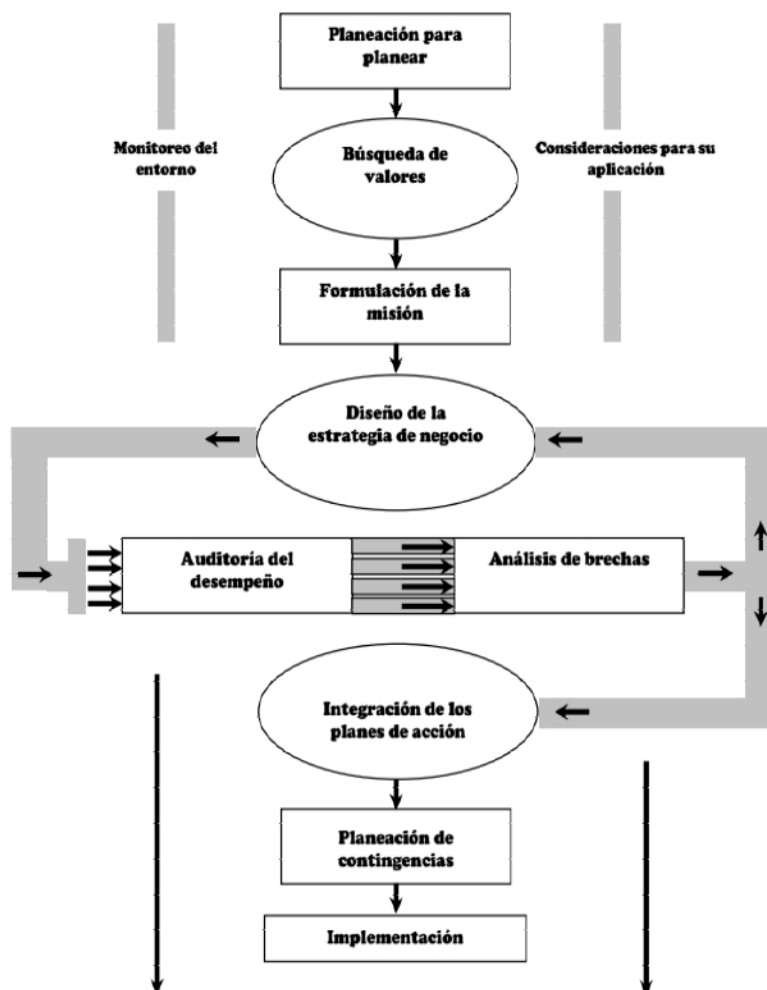 Planeación para
planear
Monitoreo del
entorno
Búsqueda de
valores
Consideraciones para su
aplicación
Formulación de la
misión
Diseño de la
estrategia de negocio
Auditoría del
desempeño
Análisis de brechas
Integración de los
planes de acción
Planeación de
contingencias
Implementación